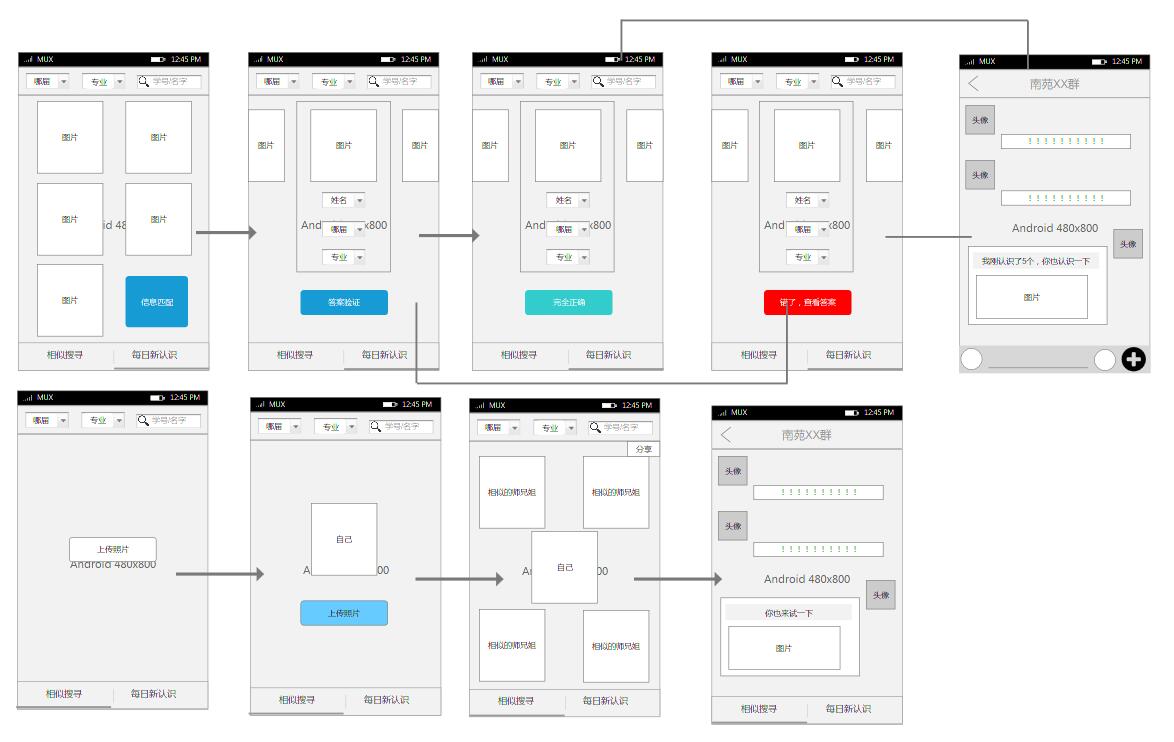 MUX 12:45 PM
哪届 专业 学号/名字
图片 图片
图片 图片
id 48
图片 信息匹配
相似搜寻 每日新认识
MUX 12:45 PM
哪届 专业 学号/名字
图片 图片 图片
姓名
And x800
哪届
专业
答案验证
相似搜寻 每日新认识
MUX 12:45 PM
哪届 专业 学号/名字
图片 图片 图片
姓名
And x800
哪届
专业
完全正确
相似搜寻 每日新认识
MUX 12:45 PM
哪届 专业 学号/名字
图片 图片 图片
姓名
And x800
哪届
专业
错了，查看答案
相似搜寻 每日新认识
MUX 12:45 PM
南苑XX群
头像
！！！！！！！！！！
头像
！！！！！！！！！！
Android 480x800
头像
我刚认识了5个，你也认识一下
图片
MUX 12:45 PM
哪届 专业 学号/名字
上传照片
Android 480x800
相似搜寻 每日新认识
MUX 12:45 PM
哪届 专业 学号/名字
自己
A 00
上传照片
相似搜寻 每日新认识
MUX 12:45 PM
哪届 专业 学号/名字
分享
相似的师兄姐 相似的师兄姐
自己
An 00
相似的师兄姐 相似的师兄姐
相似搜寻 每日新认识
MUX 12:45 PM
南苑XX群
头像
！！！！！！！！！！
头像
！！！！！！！！！！
Android 480x800
头像
你也来试一下
图片
相似搜寻 每日新认识